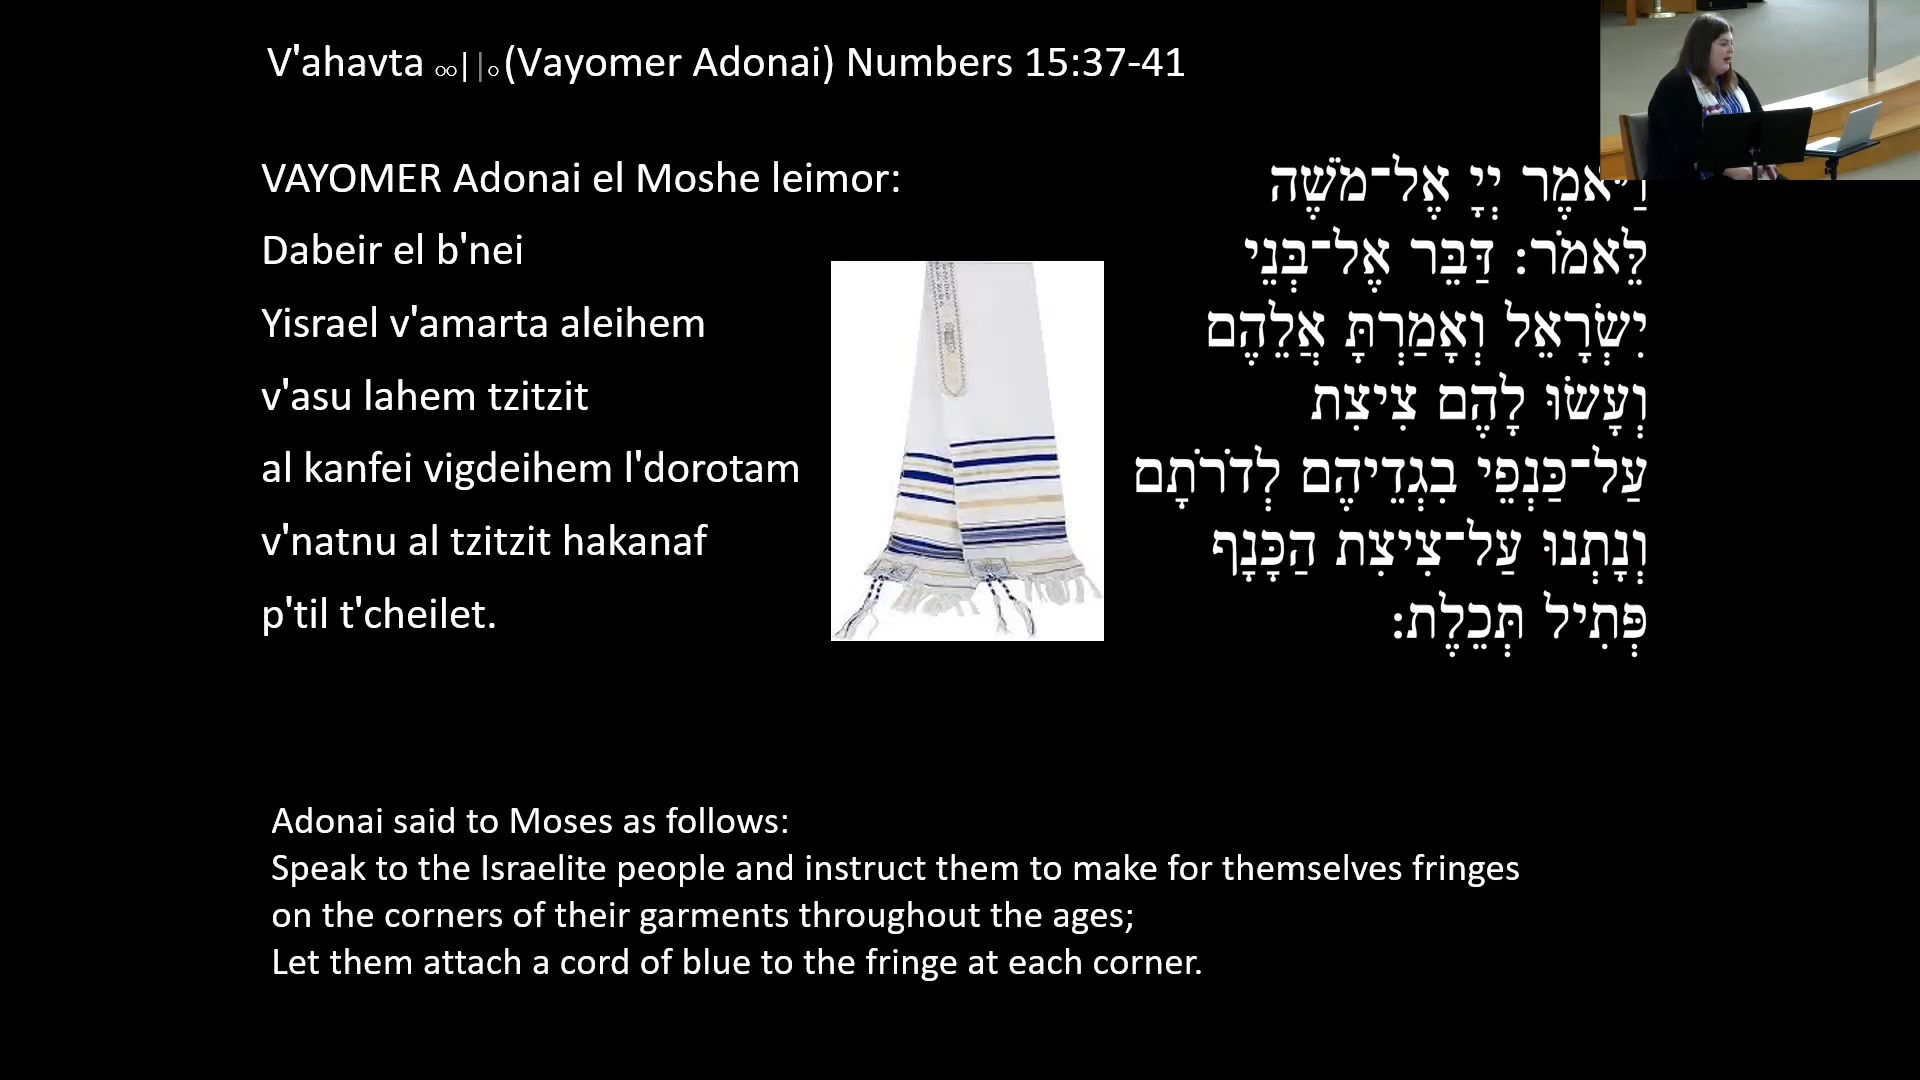 V'ahavta ○○||○ (Vayomer Adonai) Numbers 15:37-41
VAYOMER Adonai el Moshe leimor:
Dabeir el b'nei
Yisrael v'amarta aleihem
v'asu lahem tzitzit
al kanfei vigdeihem l'dorotam
v'natnu al tzitzit hakanaf
p'til t'cheilet.
וַיֹּאמֶר יְיָ אֶל־מֹשֶׁה
לֵּאמֹר: דַּבֵּר אֶל־בְּנֵי
יִשְׂרָאֵל וְאָמַרְתָּ אֲלֵהֶם
וְעָשׂוּ לָהֶם צִיצִת
עַל־כַּנְפֵי בִגְדֵיהֶם לְדֹרֹתָם
וְנָתְנוּ עַל־צִיצִת הַכָּנָף
פְּתִיל תְּכֵלֶת:
Adonai said to Moses as follows:
Speak to the Israelite people and instruct them to make for themselves fringes
on the corners of their garments throughout the ages;
Let them attach a cord of blue to the fringe at each corner.